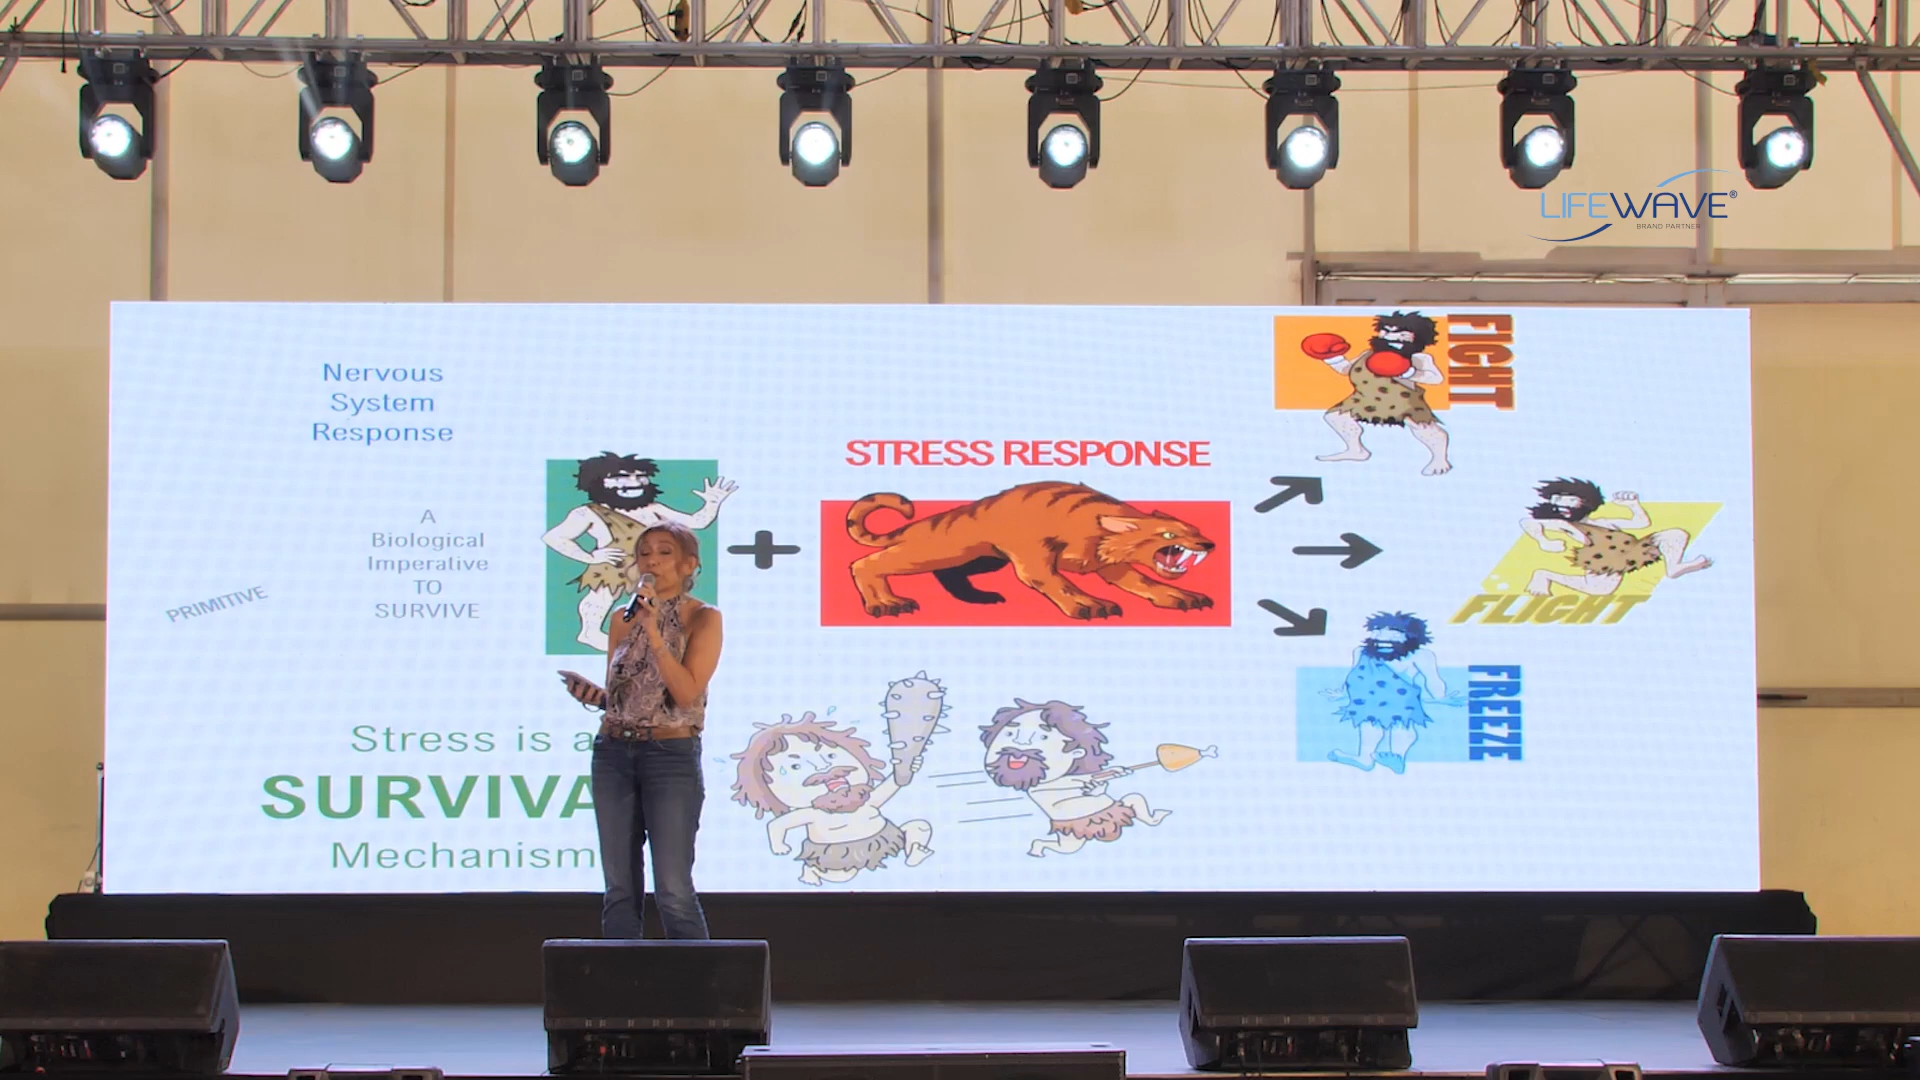 LIFEWAVE®
BRAND PARTNER
Nervous
System
Response
A
Biological
Imperative
TO
SURVIVE
PRIMITIVE
Stress is a
SURVIVA
Mechanism
STRESS RESPONSE
FIGHT
FLIGHT
FREEZE